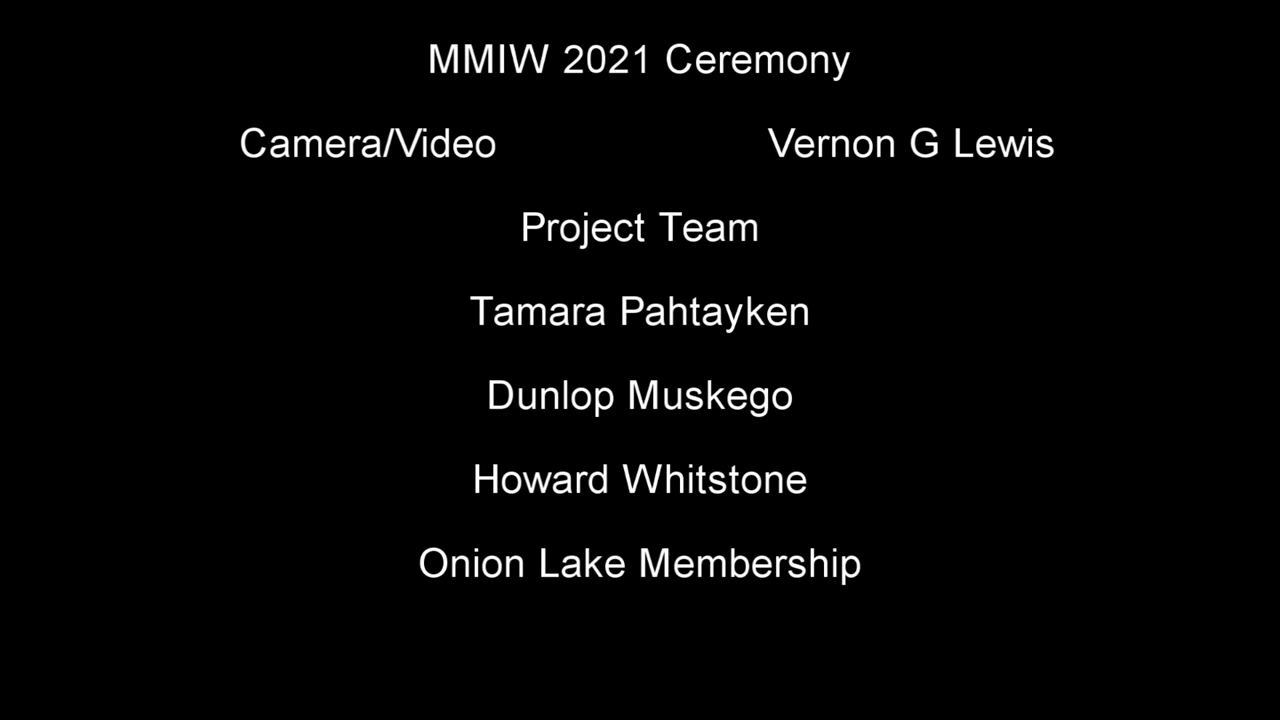 MMIW 2021 Ceremony
Camera/Video Vernon G Lewis
Project Team
Tamara Pahtayken
Dunlop Muskego
Howard Whitstone
Onion Lake Membership